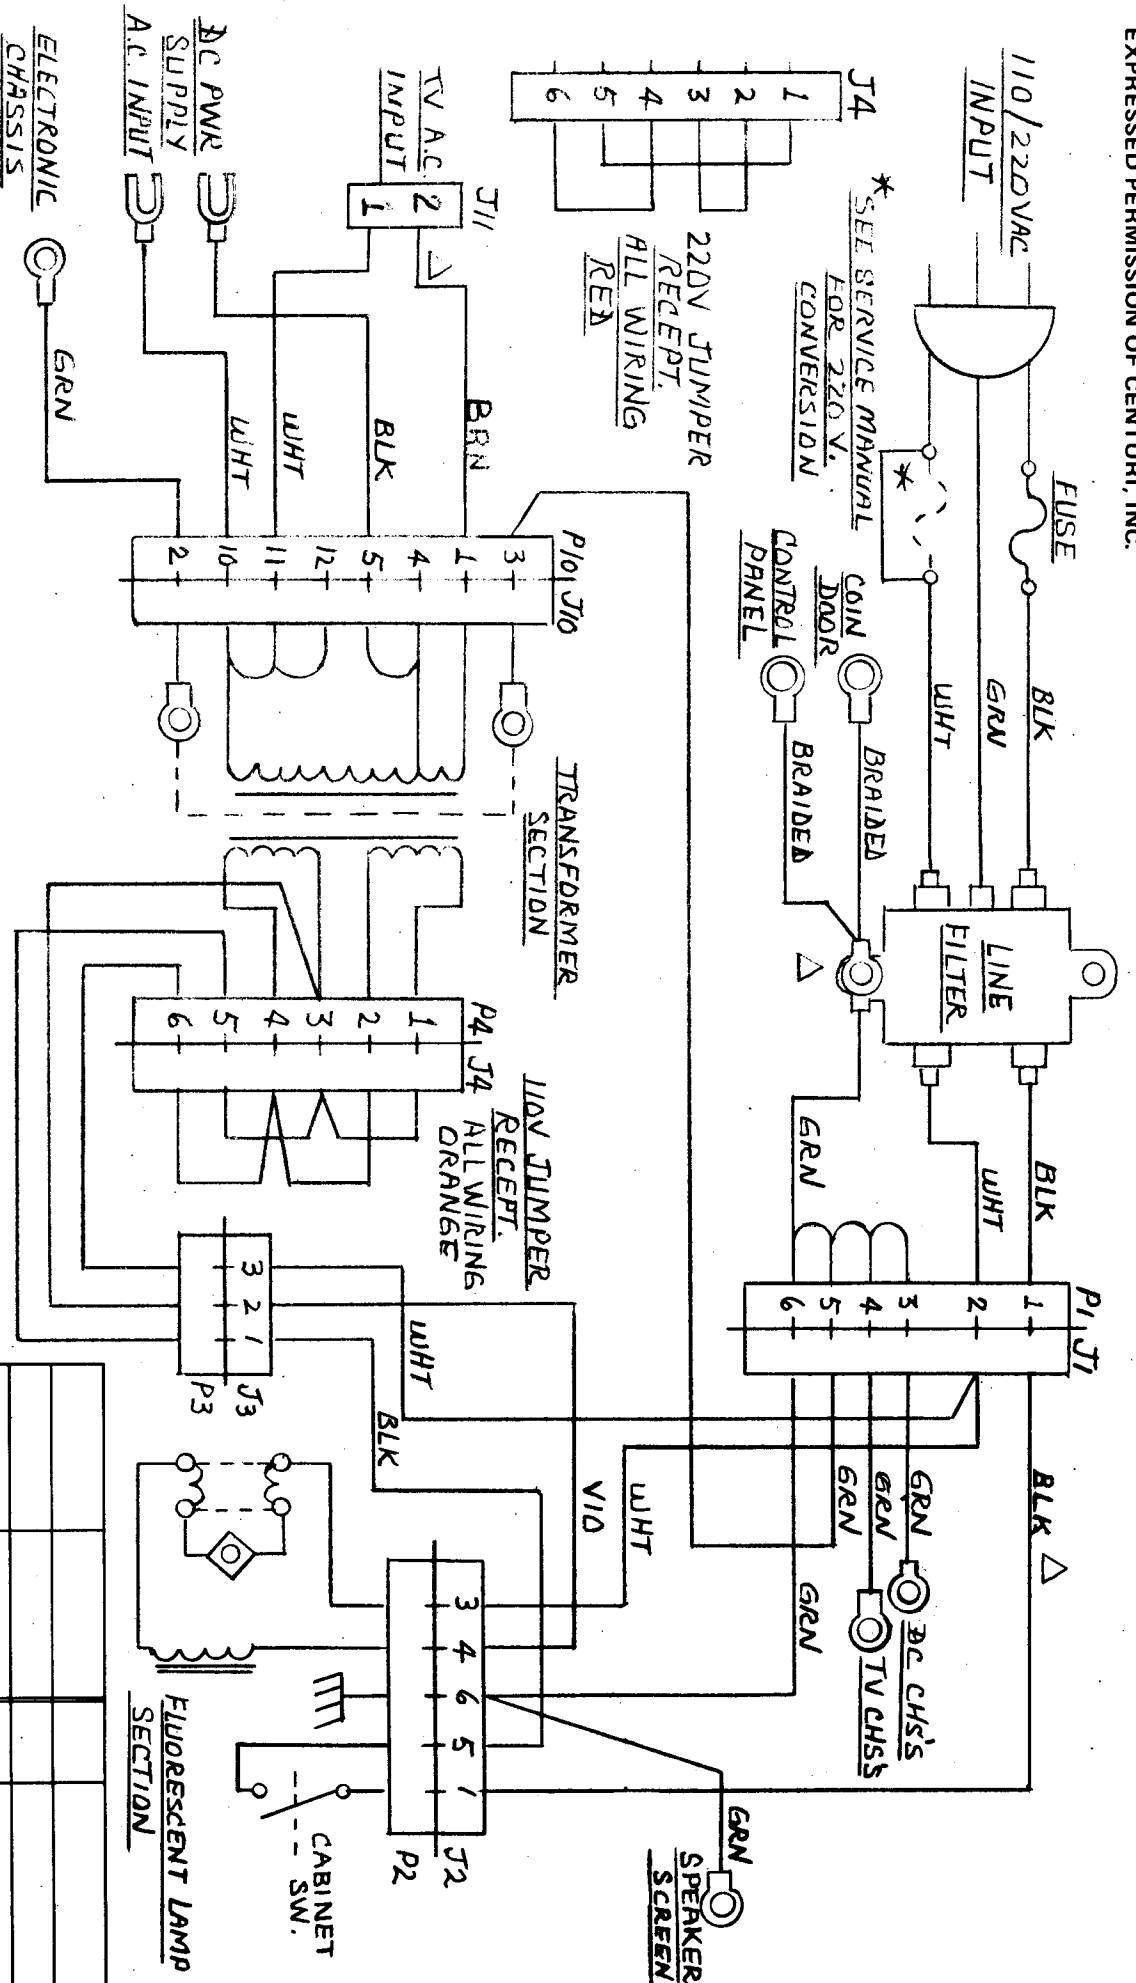 EXPRESSED PERMISSION OF CENTURI, INC.
110/220VAC
INPUT
FUSE
BLK
GRN
WHT
*
* SEE SERVICE MANUAL
FOR 220 V.
CONVERSION
LINE
FILTER
BLK
WHT
P1, J1
1
2
3
4
5
6
BLK △
GRN
GRN
GRN
DC CHS'S
TV CHS'S
COIN
DOOR
CONTROL
PANEL
BRAIDED
BRAIDED
△
GRN
GRN
WHT
VIO
GRN
SPEAKER
SCREEN
J4
1
2
3
4
5
6
220V JUMPER
RECEPT.
ALL WIRING
RED
J11
2
1
TV A.C.
INPUT
△
DC PWR
SUPPLY
A.C. INPUT
ELECTRONIC
CHASSIS
BRN
BLK
WHT
WHT
GRN
P10, J10
3
1
4
5
12
11
10
2
TRANSFORMER
SECTION
P4, J4
1
2
3
4
5
6
110V JUMPER
RECEPT.
ALL WIRING
ORANGE
3
2
1
J3
P3
WHT
BLK
3
4
6
5
1
J2
P2
CABINET
SW.
FLUORESCENT LAMP
SECTION